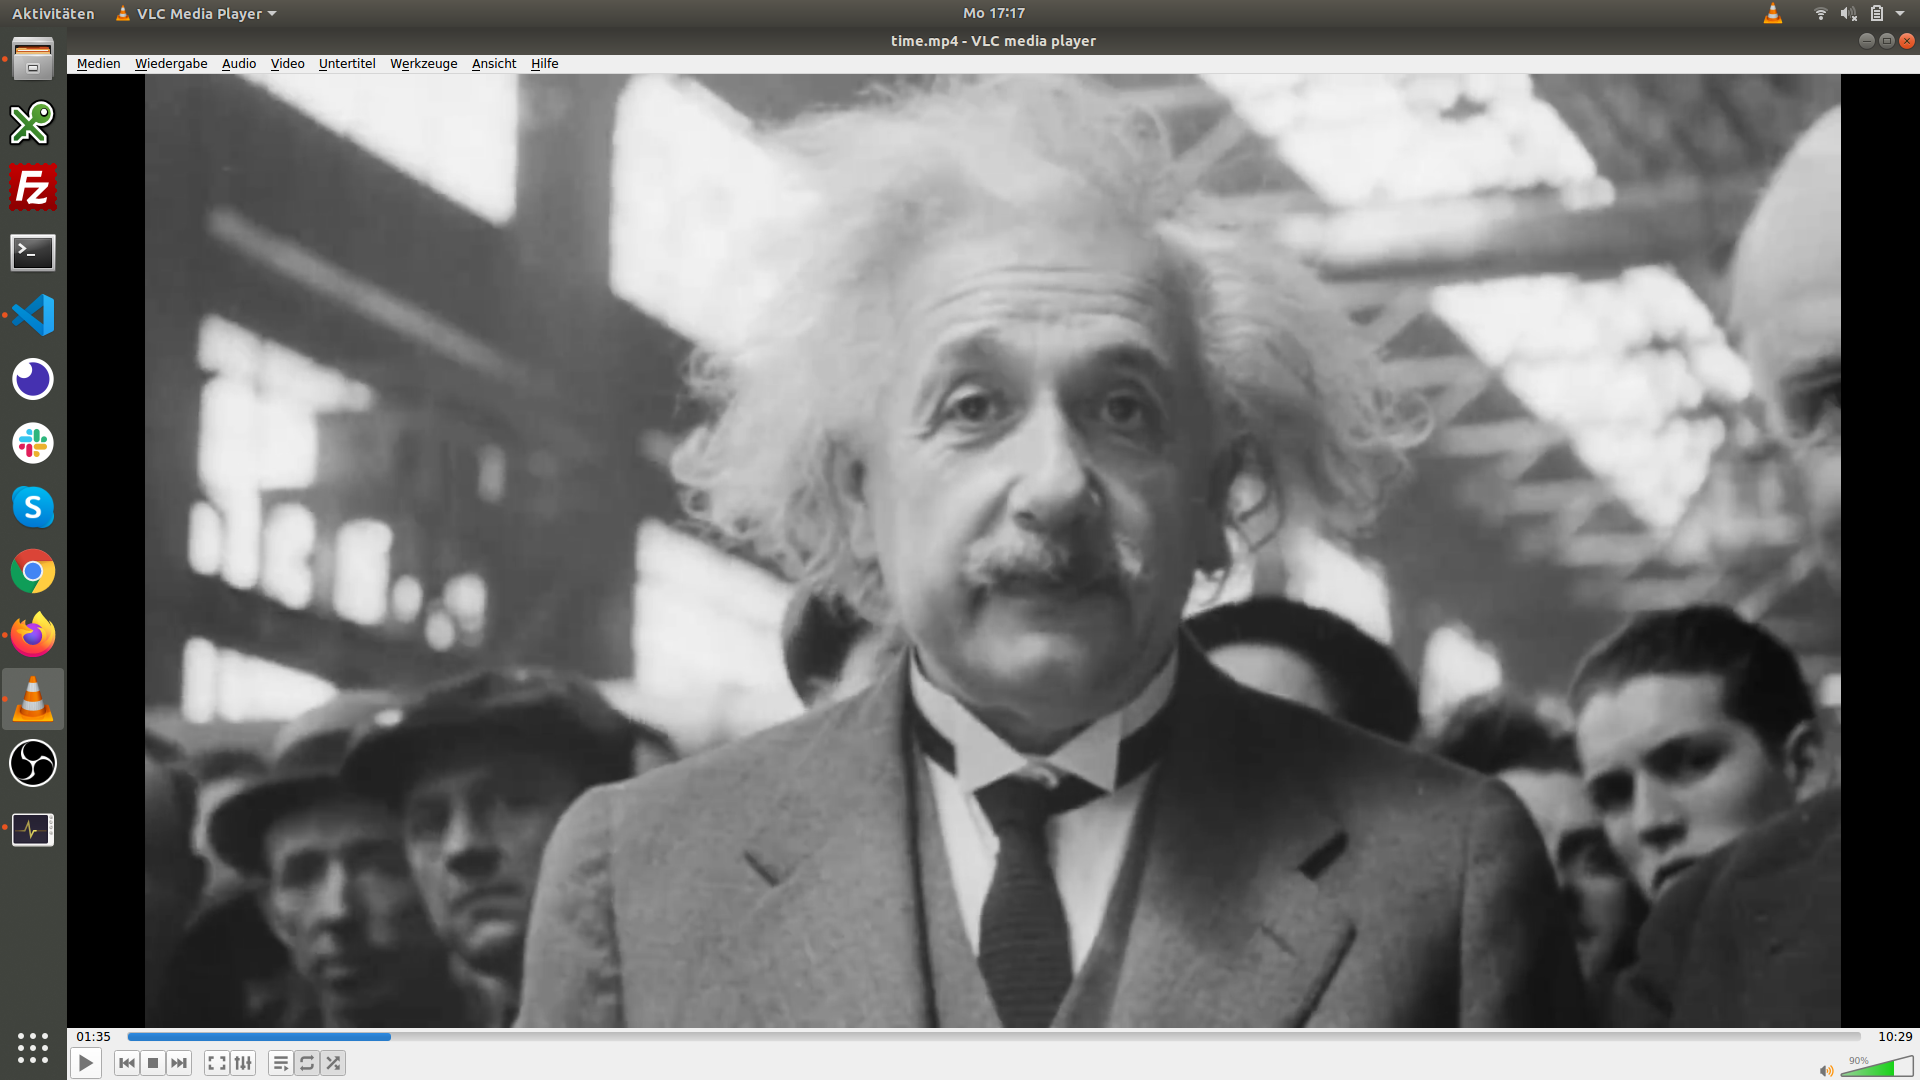 Aktivitäten VLC Media Player Mo 17:17
time.mp4 - VLC media player
Medien Wiedergabe Audio Video Untertitel Werkzeuge Ansicht Hilfe
Fz
>_
S
01:35 10:29
90%